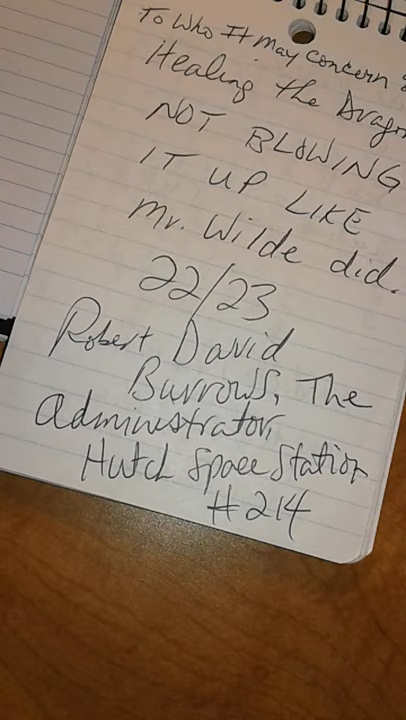 To Who It May Concern &
Healing the Drago
NOT BLOWING
IT UP LIKE
Mr. Wilde did.
22/23
Robert David
Burrows, The
Administrator,
Hutch Space Station
#214